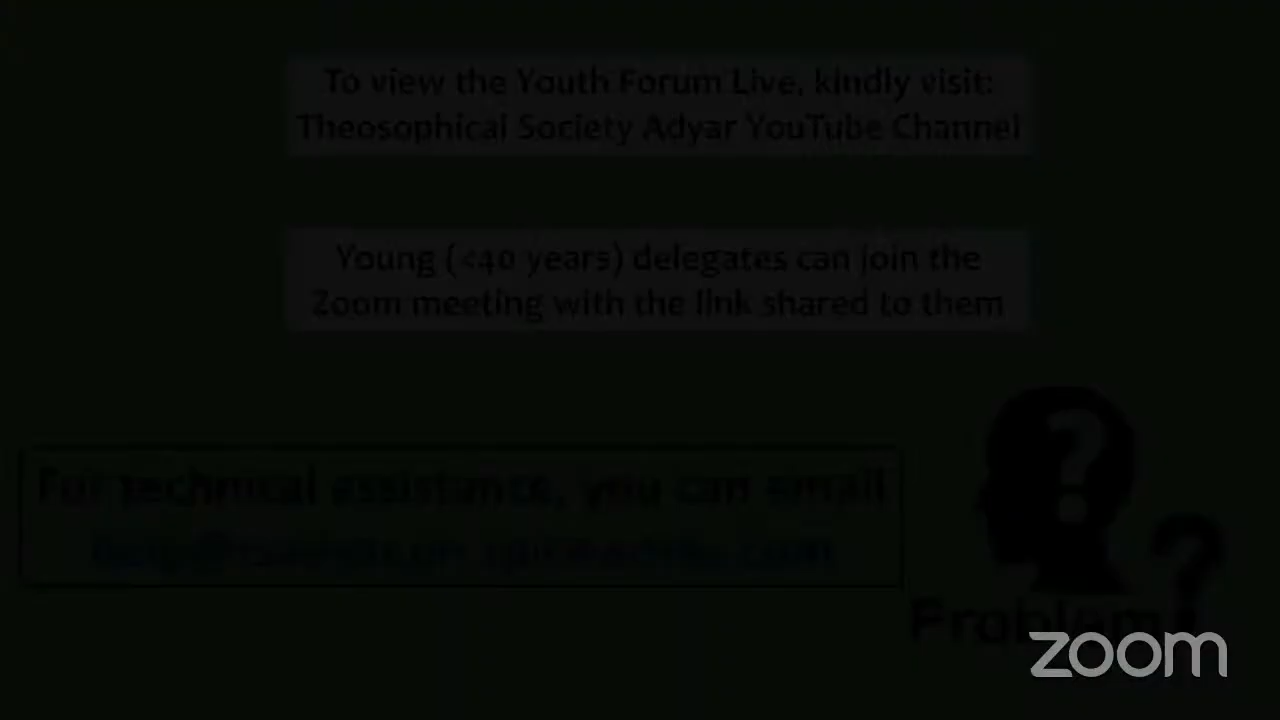 To view the Youth Forum Live, kindly visit:
Theosophical Society Adyar YouTube Channel
Young (<40 years) delegates can join the
Zoom meeting with the link shared to them
For technical assistance, you can email
Problem?
zoom